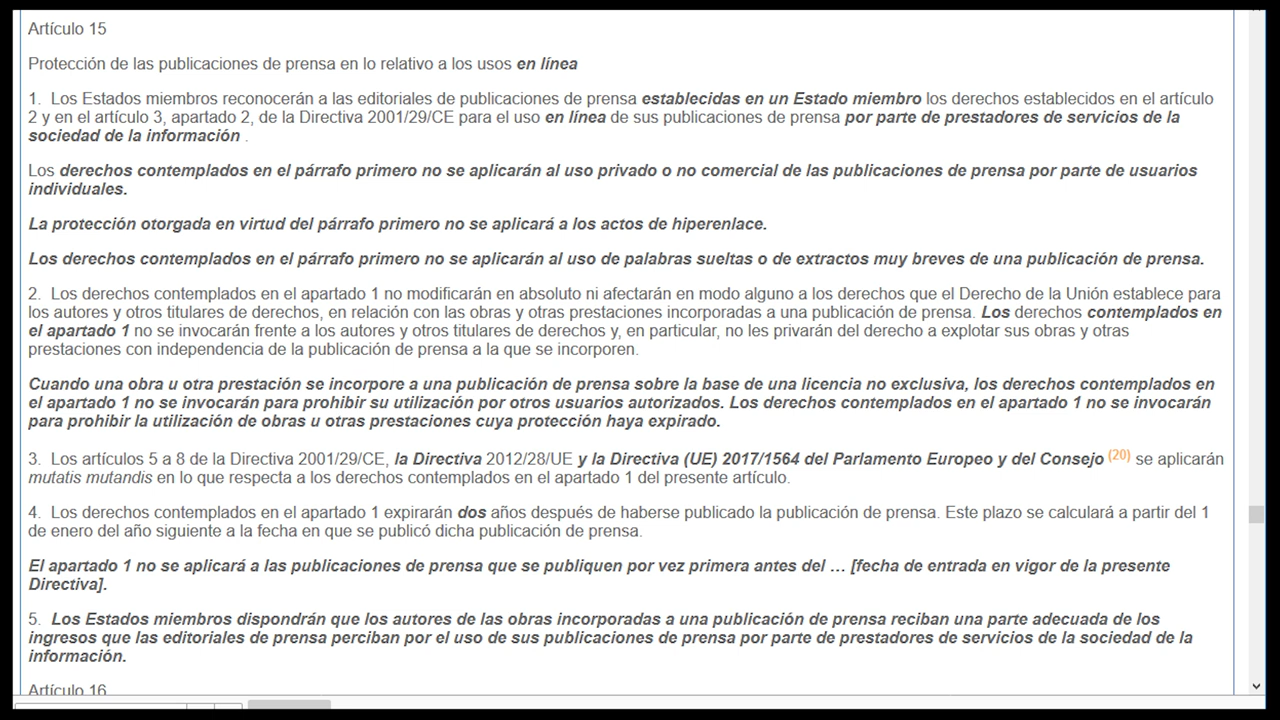 Artículo 15
Protección de las publicaciones de prensa en lo relativo a los usos en línea
1. Los Estados miembros reconocerán a las editoriales de publicaciones de prensa establecidas en un Estado miembro los derechos establecidos en el artículo
2 y en el artículo 3, apartado 2, de la Directiva 2001/29/CE para el uso en línea de sus publicaciones de prensa por parte de prestadores de servicios de la
sociedad de la información .
Los derechos contemplados en el párrafo primero no se aplicarán al uso privado o no comercial de las publicaciones de prensa por parte de usuarios
individuales.
La protección otorgada en virtud del párrafo primero no se aplicará a los actos de hiperenlace.
Los derechos contemplados en el párrafo primero no se aplicarán al uso de palabras sueltas o de extractos muy breves de una publicación de prensa.
2. Los derechos contemplados en el apartado 1 no modificarán en absoluto ni afectarán en modo alguno a los derechos que el Derecho de la Unión establece para
los autores y otros titulares de derechos, en relación con las obras y otras prestaciones incorporadas a una publicación de prensa. Los derechos contemplados en
el apartado 1 no se invocarán frente a los autores y otros titulares de derechos y, en particular, no les privarán del derecho a explotar sus obras y otras
prestaciones con independencia de la publicación de prensa a la que se incorporen.
Cuando una obra u otra prestación se incorpore a una publicación de prensa sobre la base de una licencia no exclusiva, los derechos contemplados en
el apartado 1 no se invocarán para prohibir su utilización por otros usuarios autorizados. Los derechos contemplados en el apartado 1 no se invocarán
para prohibir la utilización de obras u otras prestaciones cuya protección haya expirado.
3. Los artículos 5 a 8 de la Directiva 2001/29/CE, la Directiva 2012/28/UE y la Directiva (UE) 2017/1564 del Parlamento Europeo y del Consejo (20) se aplicarán
mutatis mutandis en lo que respecta a los derechos contemplados en el apartado 1 del presente artículo.
4. Los derechos contemplados en el apartado 1 expirarán dos años después de haberse publicado la publicación de prensa. Este plazo se calculará a partir del 1
de enero del año siguiente a la fecha en que se publicó dicha publicación de prensa.
El apartado 1 no se aplicará a las publicaciones de prensa que se publiquen por vez primera antes del … [fecha de entrada en vigor de la presente
Directiva].
5. Los Estados miembros dispondrán que los autores de las obras incorporadas a una publicación de prensa reciban una parte adecuada de los
ingresos que las editoriales de prensa perciban por el uso de sus publicaciones de prensa por parte de prestadores de servicios de la sociedad de la
información.
Artículo 16